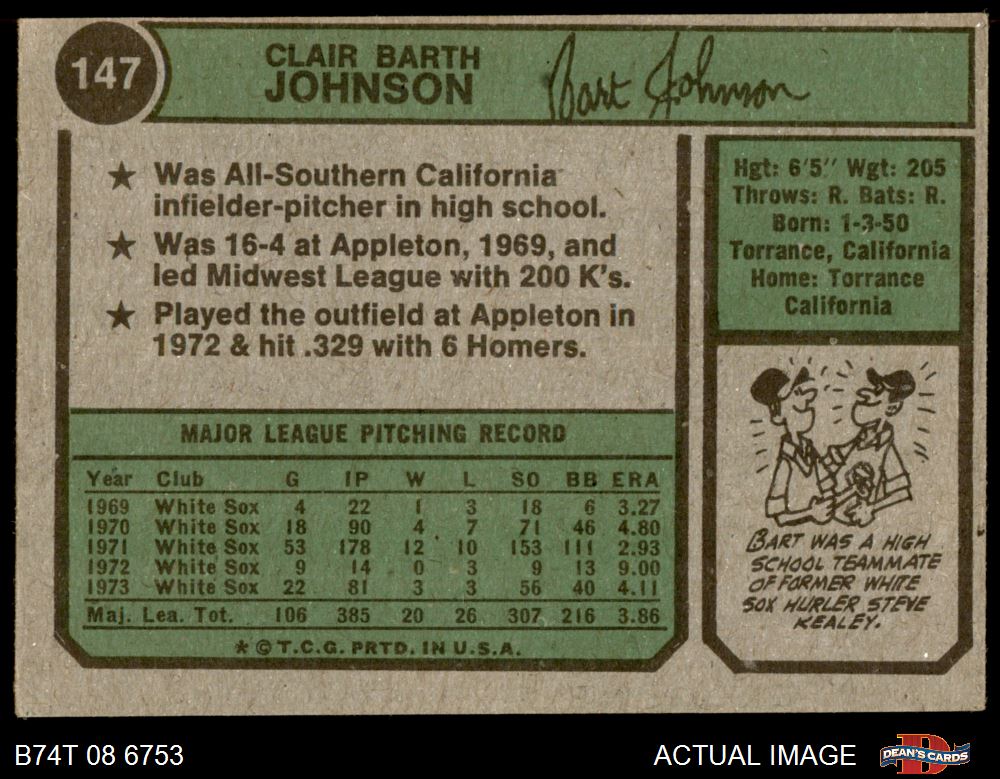 147
CLAIR BARTH
JOHNSON
Bart Johnson
★ Was All-Southern California
infielder-pitcher in high school.
★ Was 16-4 at Appleton, 1969, and
led Midwest League with 200 K's.
★ Played the outfield at Appleton in
1972 & hit .329 with 6 Homers.
Hgt: 6'5" Wgt: 205
Throws: R. Bats: R.
Born: 1-3-50
Torrance, California
Home: Torrance
California
MAJOR LEAGUE PITCHING RECORD
Year Club G IP W L SO BB ERA
1969 White Sox 4 22 1 3 18 6 3.27
1970 White Sox 18 90 4 7 71 46 4.80
1971 White Sox 53 178 12 10 153 111 2.93
1972 White Sox 9 14 0 3 9 13 9.00
1973 White Sox 22 81 3 3 56 40 4.11
Maj. Lea. Tot. 106 385 20 26 307 216 3.86
* © T.C.G. PRTD. IN U.S.A.
BART WAS A HIGH
SCHOOL TEAMMATE
OF FORMER WHITE
SOX HURLER STEVE
KEALEY.
B74T 08 6753
ACTUAL IMAGE
DEAN'S CARDS